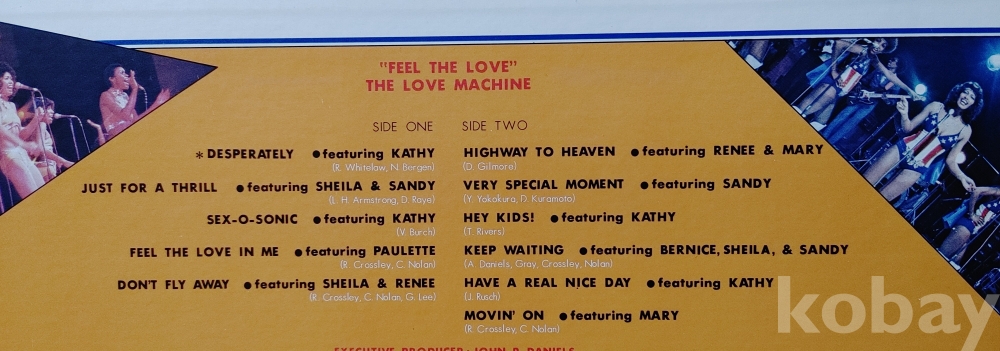 "FEEL THE LOVE"
THE LOVE MACHINE
SIDE ONE
*DESPERATELY ●featuring KATHY
(R. Whitelaw, N. Bergen)
JUST FOR A THRILL ●featuring SHEILA & SANDY
(L. H. Armstrong, D. Raye)
SEX-O-SONIC ●featuring KATHY
(V. Burch)
FEEL THE LOVE IN ME ●featuring PAULETTE
(R. Crossley, C. Nolan)
DON'T FLY AWAY ●featuring SHEILA & RENEE
(R. Crossley, C. Nolan, G. Lee)
SIDE TWO
HIGHWAY TO HEAVEN ●featuring RENEE & MARY
(D. Gilmore)
VERY SPECIAL MOMENT ●featuring SANDY
(Y. Yokokura, D. Kuramoto)
HEY KIDS! ●featuring KATHY
(T. Rivers)
KEEP WAITING ●featuring BERNICE, SHEILA, & SANDY
(A. Daniels, Gray, Crossley, Nolan)
HAVE A REAL NICE DAY ●featuring KATHY
(J. Rusch)
MOVIN' ON ●featuring MARY
(R. Crossley, C. Nolan)
EXECUTIVE PRODUCER: JOHN P. DANIELS
kobay